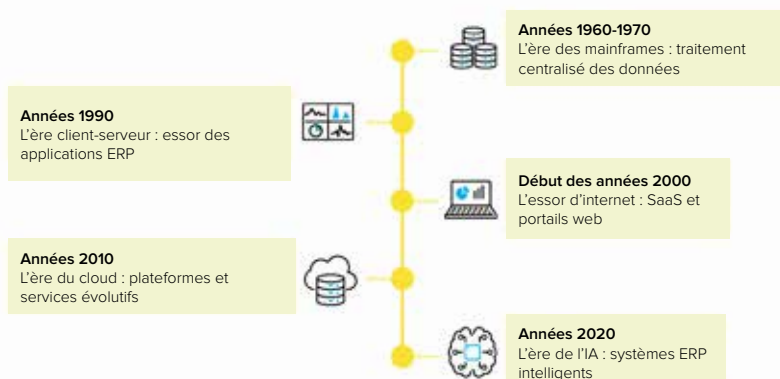 Années 1960-1970
L'ère des mainframes : traitement
centralisé des données
Années 1990
L'ère client-serveur : essor des
applications ERP
Début des années 2000
L'essor d'internet : SaaS et
portails web
Années 2010
L'ère du cloud : plateformes et
services évolutifs
Années 2020
L'ère de l'IA : systèmes ERP
intelligents